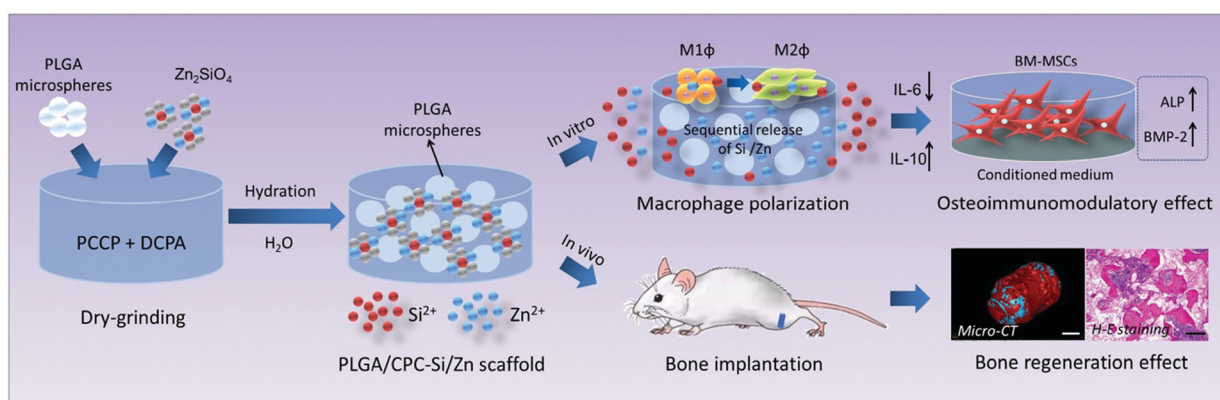 PLGA
microspheres
Zn₂SiO₄
PCCP + DCPA
Dry-grinding
Hydration
H₂O
PLGA
microspheres
Si²⁺
Zn²⁺
PLGA/CPC-Si/Zn scaffold
In vitro
In vivo
M1ɸ
M2ɸ
Sequential release
of Si /Zn
Macrophage polarization
IL-6↓
IL-10↑
BM-MSCs
Conditioned medium
ALP ↑
BMP-2↑
Osteoimmunomodulatory effect
Bone implantation
Micro-CT
H-E staining
Bone regeneration effect